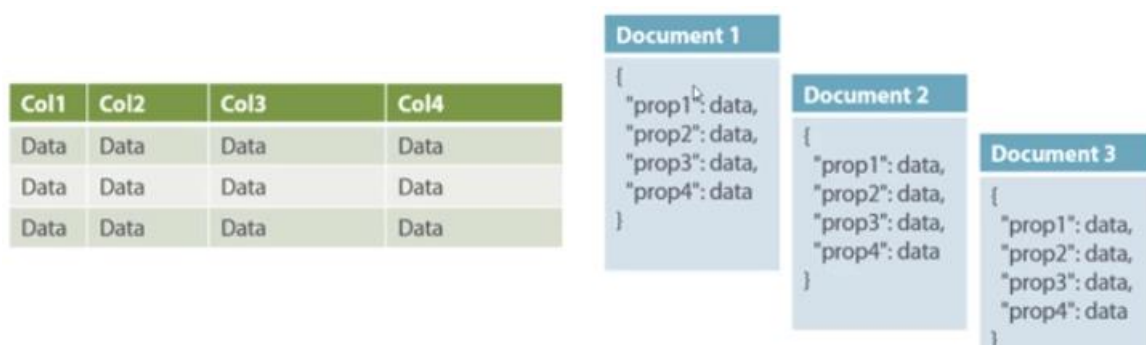 Col1 Col2 Col3 Col4
Data Data Data Data
Data Data Data Data
Data Data Data Data
Document 1
{
"prop1": data,
"prop2": data,
"prop3": data,
"prop4": data
}
Document 2
{
"prop1": data,
"prop2": data,
"prop3": data,
"prop4": data
}
Document 3
{
"prop1": data,
"prop2": data,
"prop3": data,
"prop4": data
}